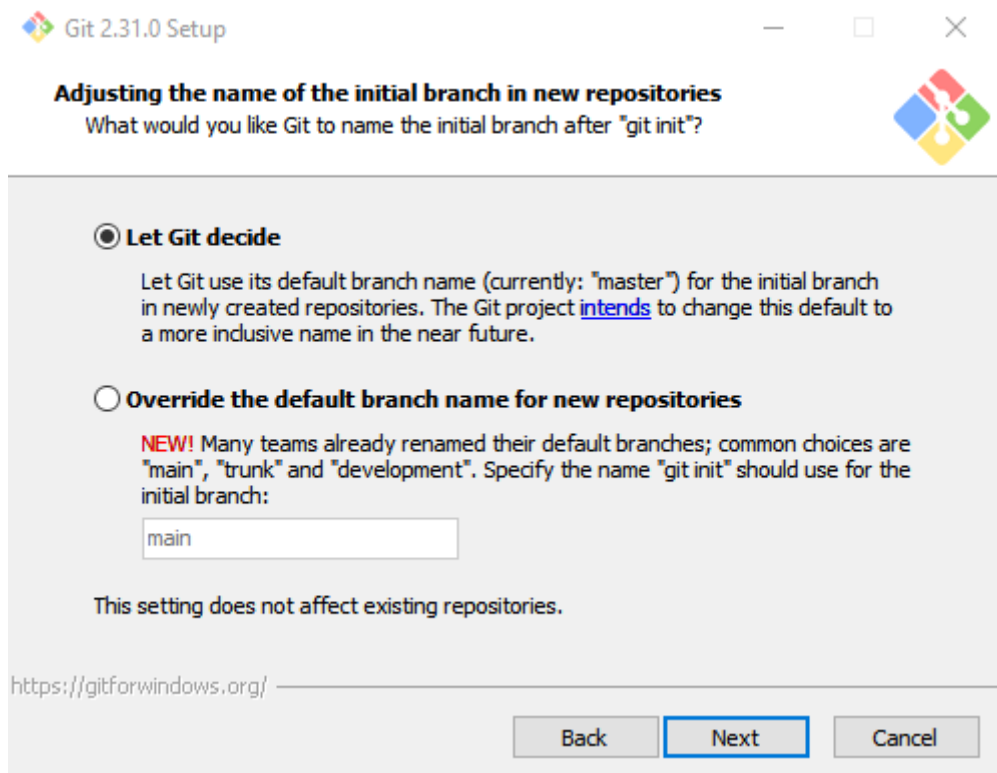 Git 2.31.0 Setup
Adjusting the name of the initial branch in new repositories
What would you like Git to name the initial branch after "git init"?
Let Git decide
Let Git use its default branch name (currently: "master") for the initial branch
in newly created repositories. The Git project intends to change this default to
a more inclusive name in the near future.
Override the default branch name for new repositories
NEW! Many teams already renamed their default branches; common choices are
"main", "trunk" and "development". Specify the name "git init" should use for the
initial branch:
main
This setting does not affect existing repositories.
https://gitforwindows.org/
Back Next Cancel